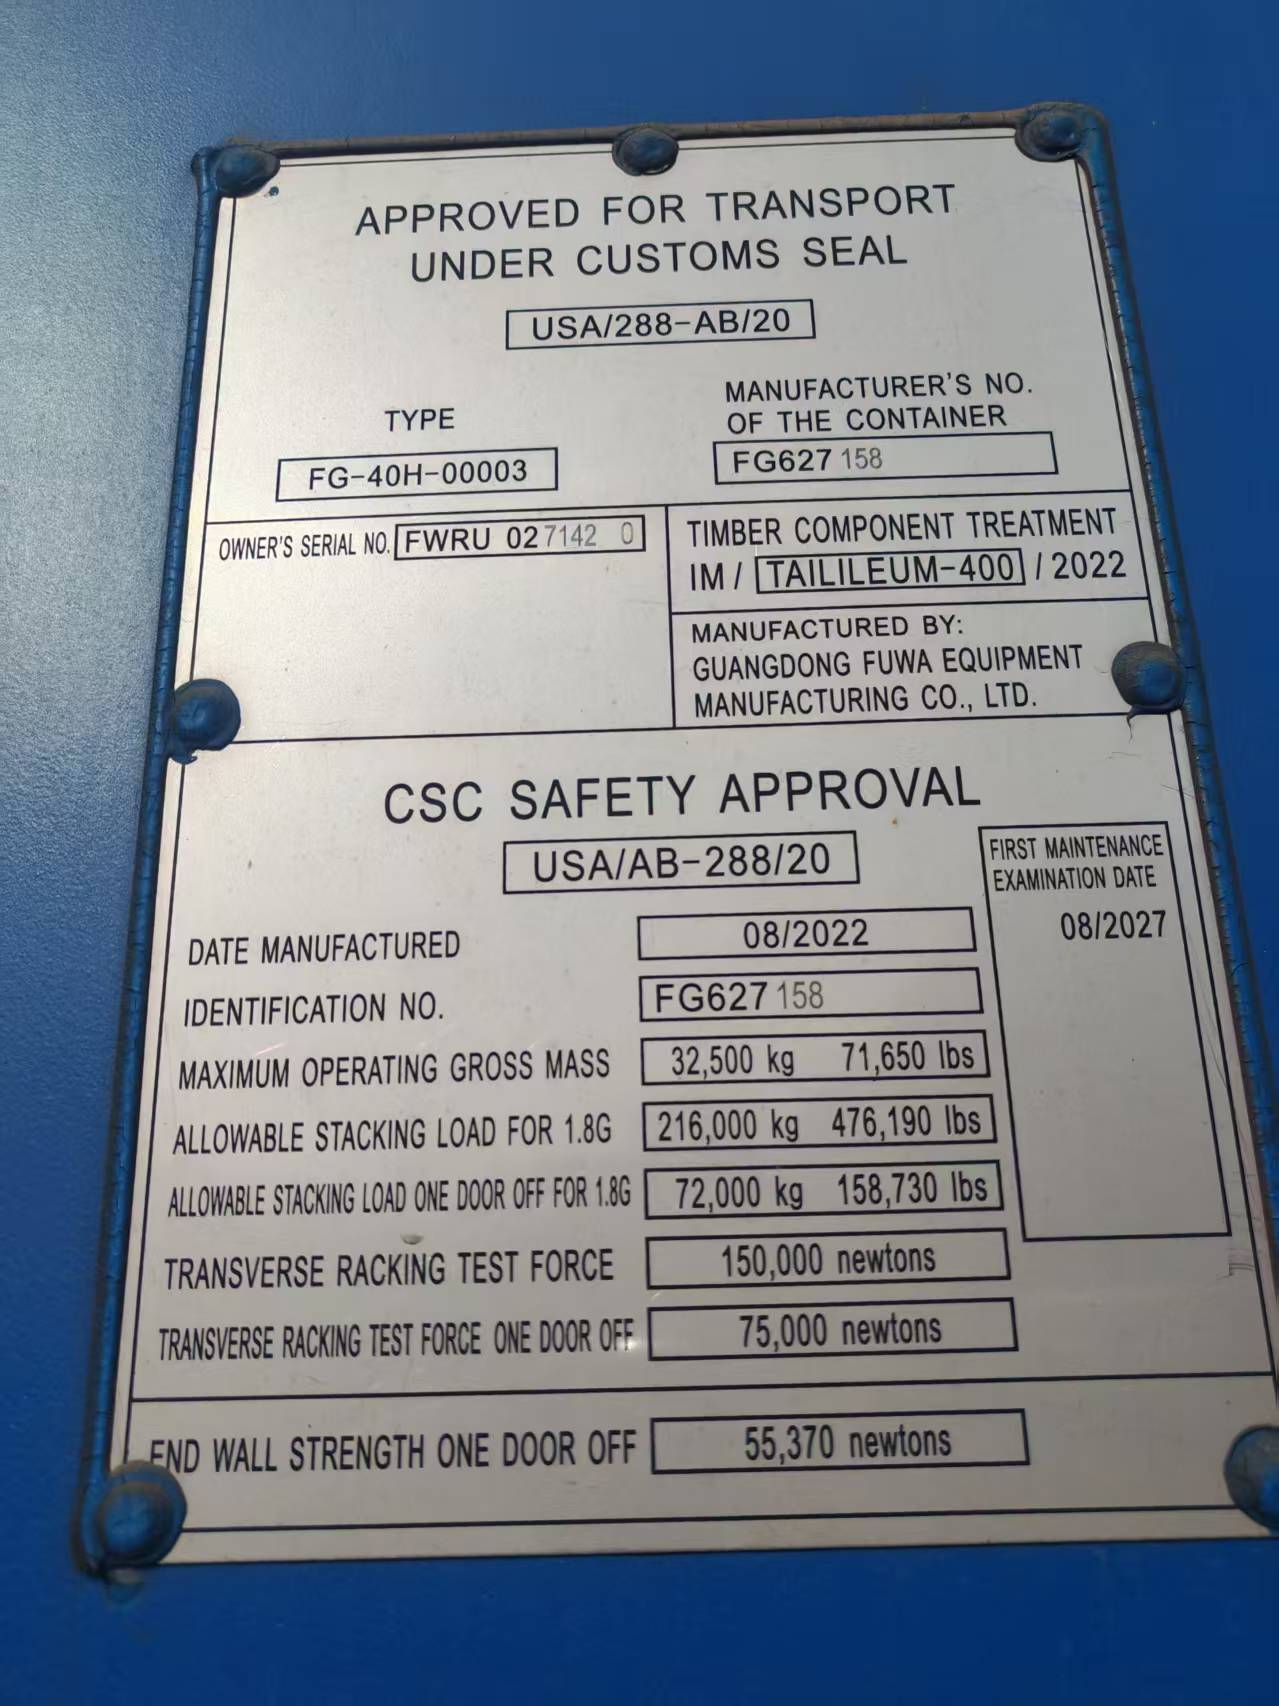 APPROVED FOR TRANSPORT
UNDER CUSTOMS SEAL
USA/288-AB/20
TYPE
FG-40H-00003
MANUFACTURER'S NO.
OF THE CONTAINER
FG627 158
OWNER'S SERIAL NO. FWRU 027142 0
TIMBER COMPONENT TREATMENT
IM / TAILILEUM-400 / 2022
MANUFACTURED BY:
GUANGDONG FUWA EQUIPMENT
MANUFACTURING CO., LTD.
CSC SAFETY APPROVAL
USA/AB-288/20
FIRST MAINTENANCE
EXAMINATION DATE
08/2027
DATE MANUFACTURED 08/2022
IDENTIFICATION NO. FG627 158
MAXIMUM OPERATING GROSS MASS 32,500 kg 71,650 lbs
ALLOWABLE STACKING LOAD FOR 1.8G 216,000 kg 476,190 lbs
ALLOWABLE STACKING LOAD ONE DOOR OFF FOR 1.8G 72,000 kg 158,730 lbs
TRANSVERSE RACKING TEST FORCE 150,000 newtons
TRANSVERSE RACKING TEST FORCE ONE DOOR OFF 75,000 newtons
END WALL STRENGTH ONE DOOR OFF 55,370 newtons